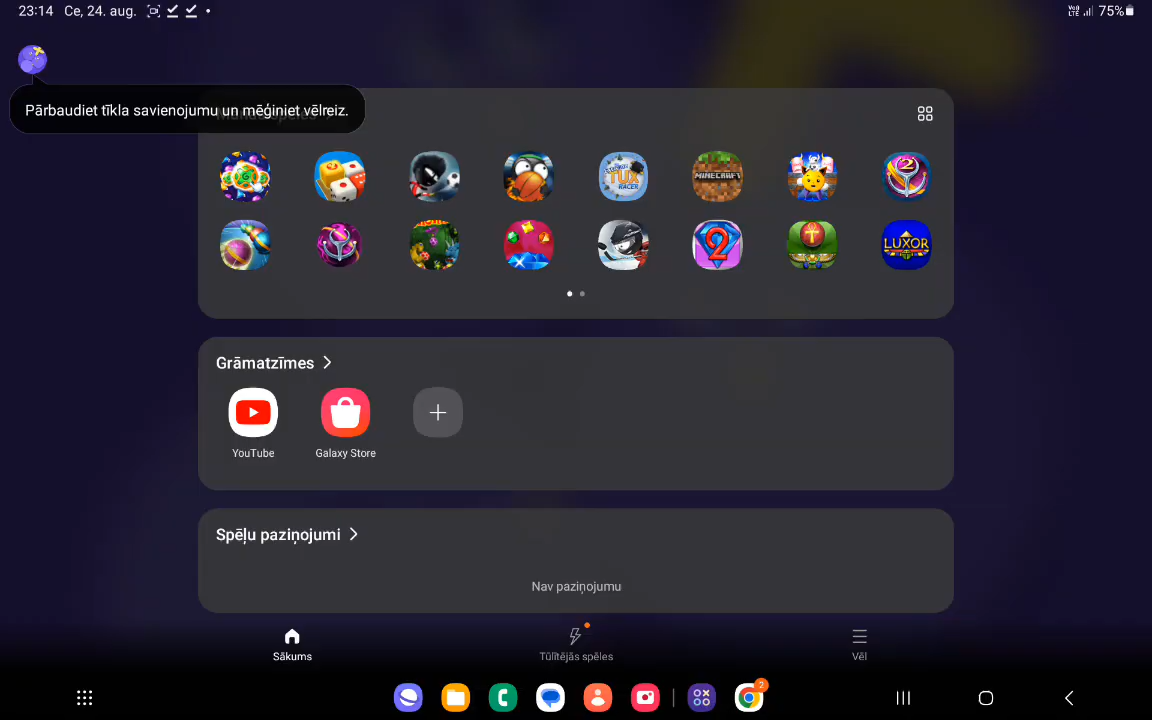 23:14 Ce, 24. aug.
75%
Pārbaudiet tīkla savienojumu un mēģiniet vēlreiz.
TUX
RACER
MINECRAFT
2
2
LUXOR
Grāmatzīmes
YouTube
Galaxy Store
Spēļu paziņojumi
Nav paziņojumu
Sākums
Tūlītējās spēles
Vēl
2